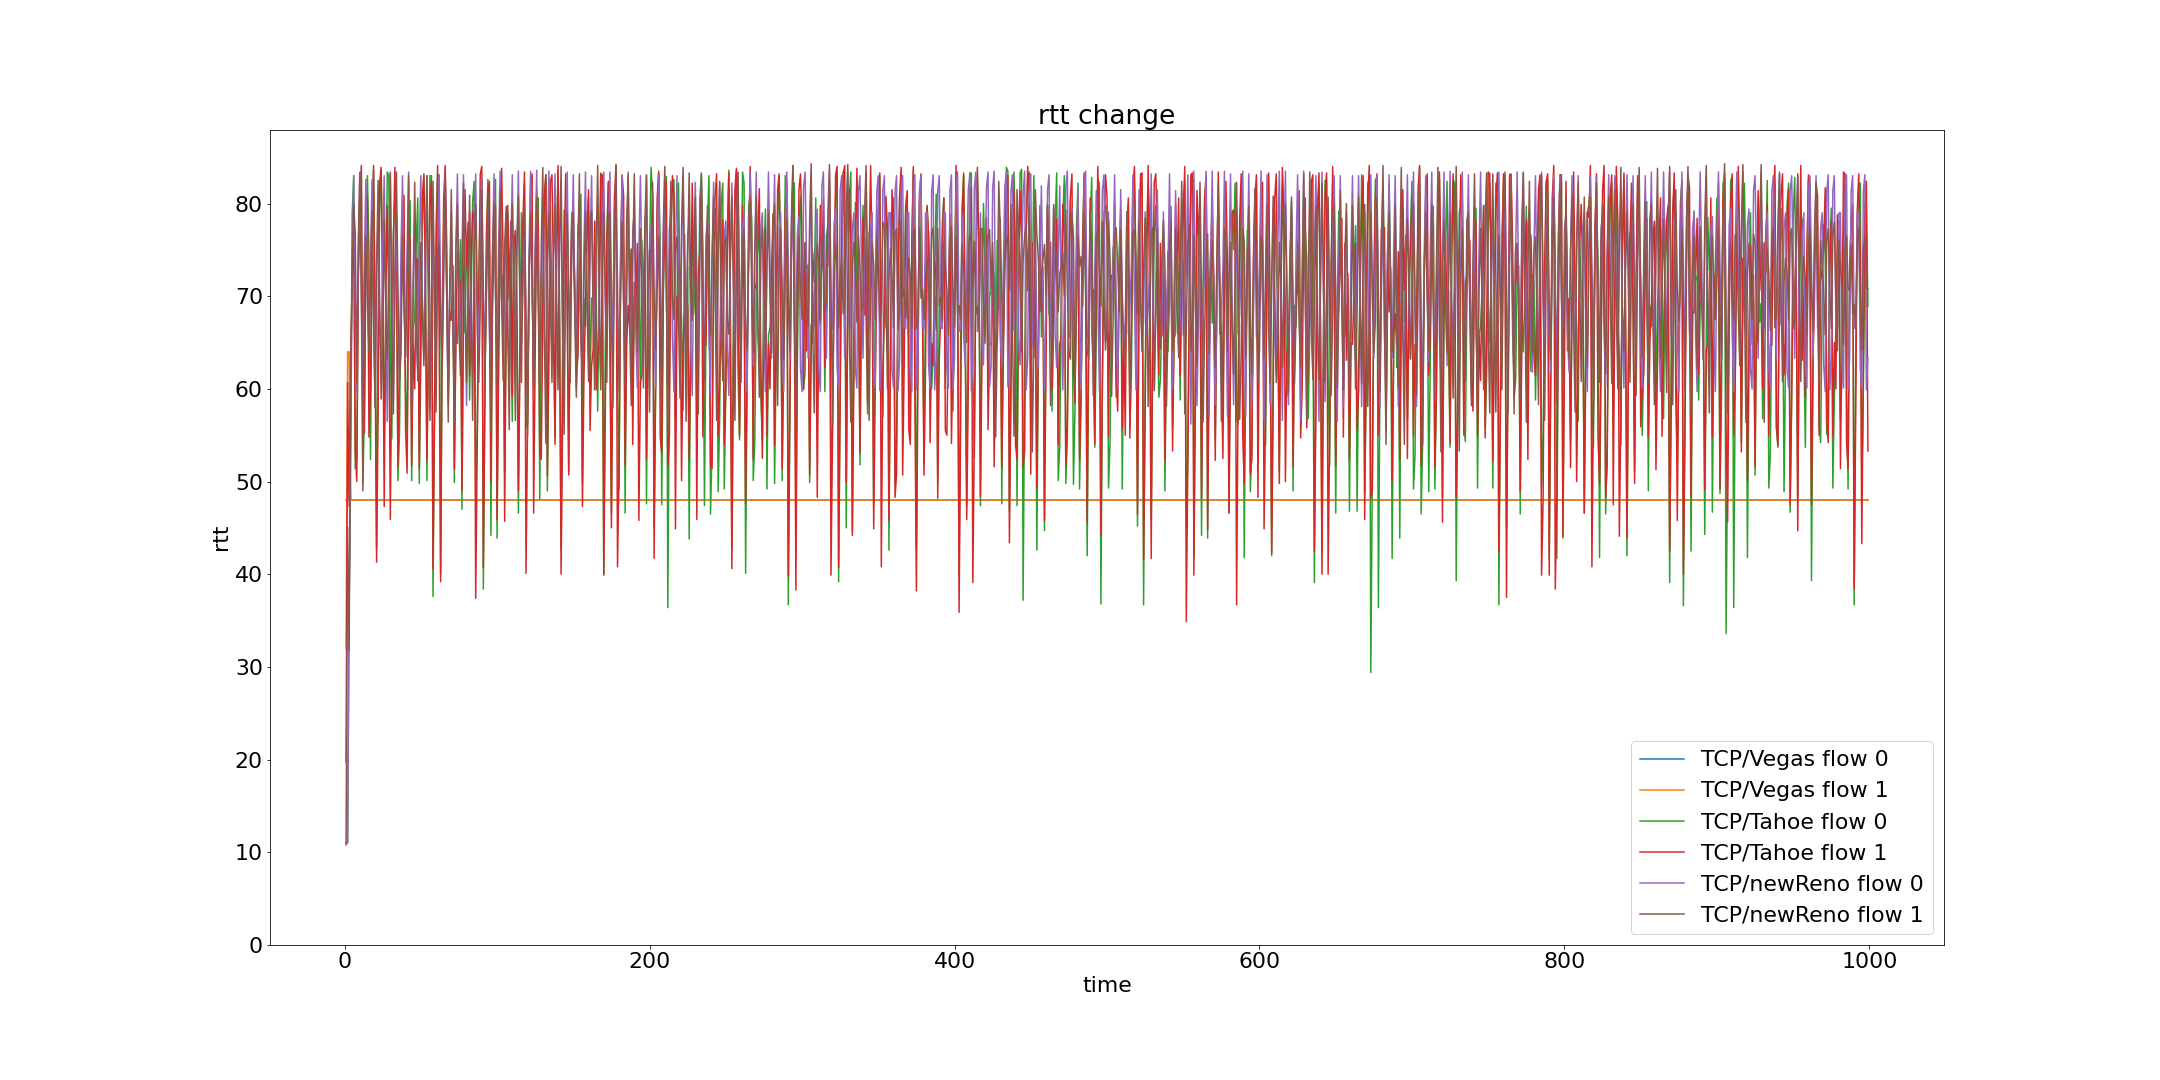 rtt change
80
70
60
50
40
30
20
10
0
rtt
0 200 400 600 800 1000
time
TCP/Vegas flow 0
TCP/Vegas flow 1
TCP/Tahoe flow 0
TCP/Tahoe flow 1
TCP/newReno flow 0
TCP/newReno flow 1